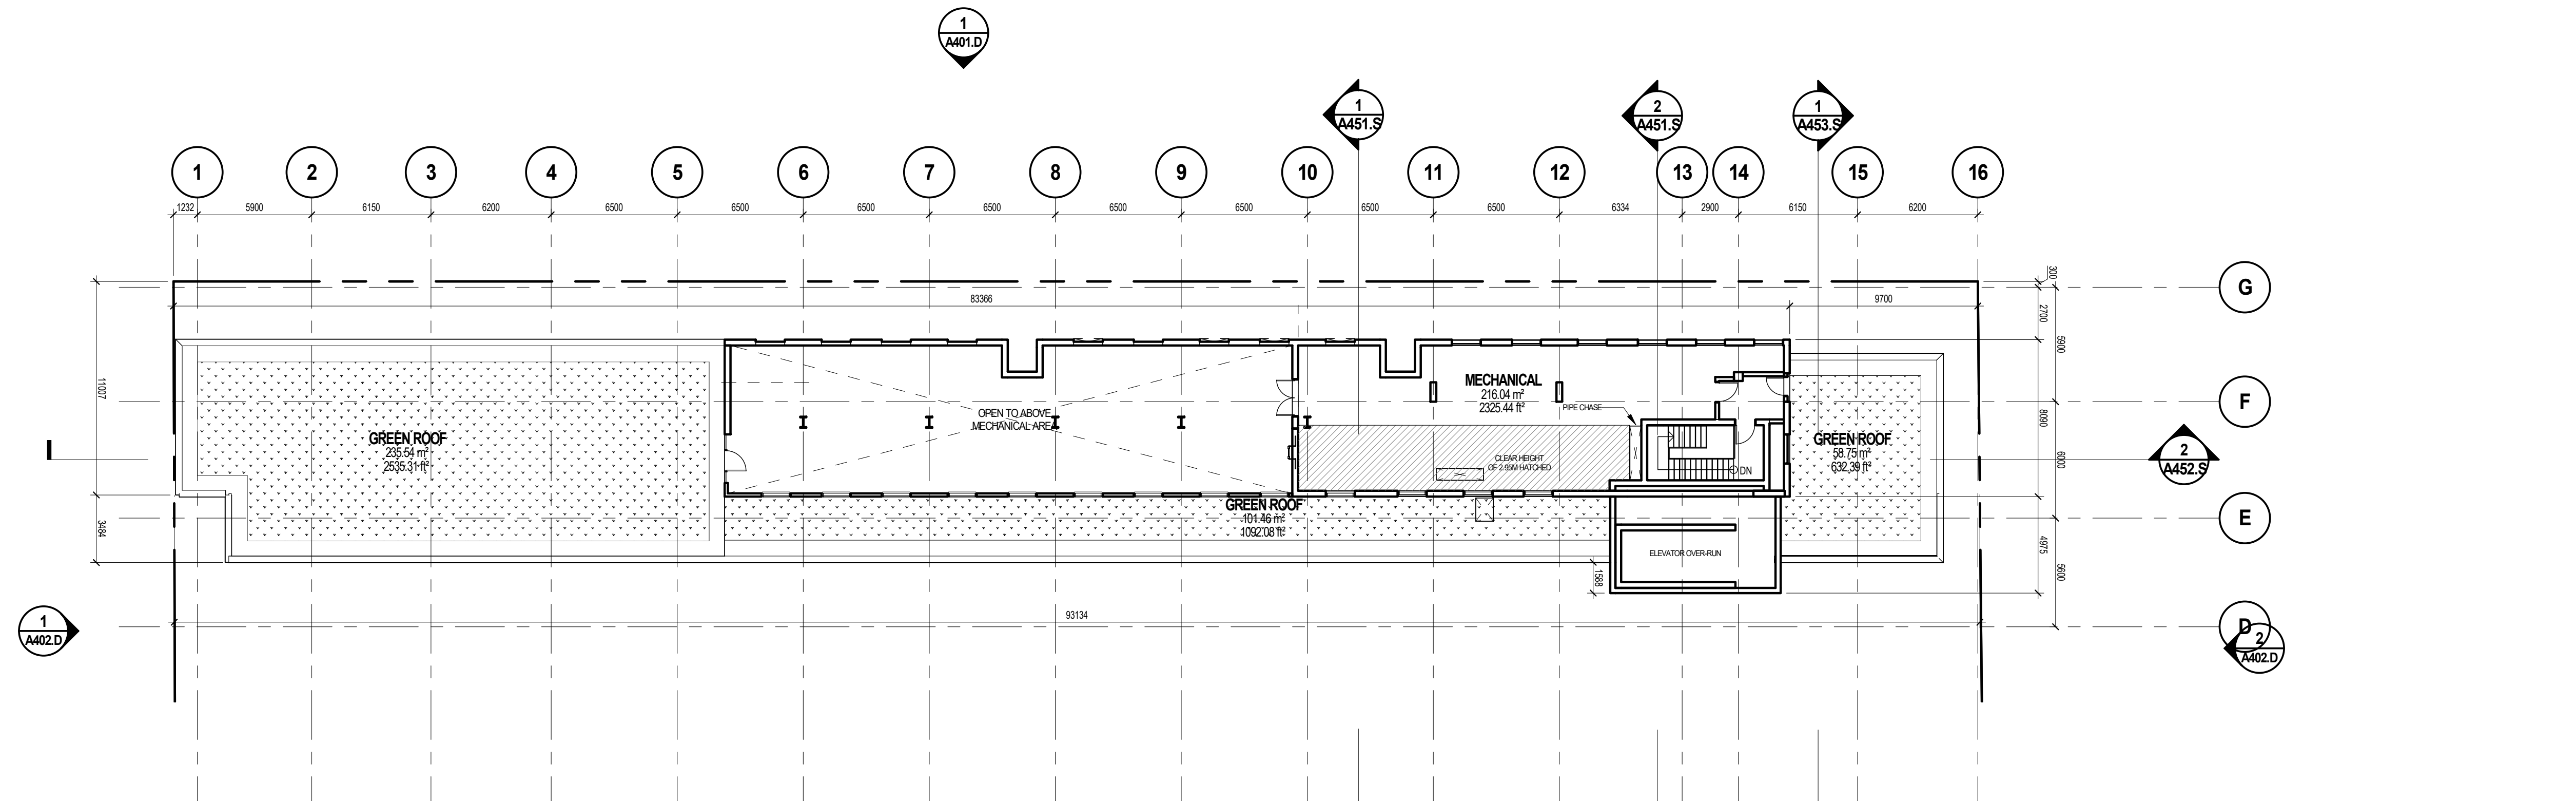 1
A401.D
1
A451.S
2
A451.S
1
A453.S
1
2
3
4
5
6
7
8
9
10
11
12
13
14
15
16
1232
5900
6150
6200
6500
6500
6500
6500
6500
6500
6500
6500
6334
2900
6150
6200
G
300
83366
9700
2700
5900
11007
MECHANICAL
216.04 m²
2325.44 ft²
F
PIPE CHASE
OPEN TO ABOVE
MECHANICAL AREA
8090
GREEN ROOF
235.54 m²
2535.31 ft²
GREEN ROOF
58.75 m²
632.39 ft²
CLEAR HEIGHT
OF 2.95M HATCHED
DN
6000
2
A452.S
GREEN ROOF
101.46 m²
1092.08 ft²
E
3484
ELEVATOR OVER-RUN
4975
5600
1588
93134
1
A402.D
D
2
A402.D